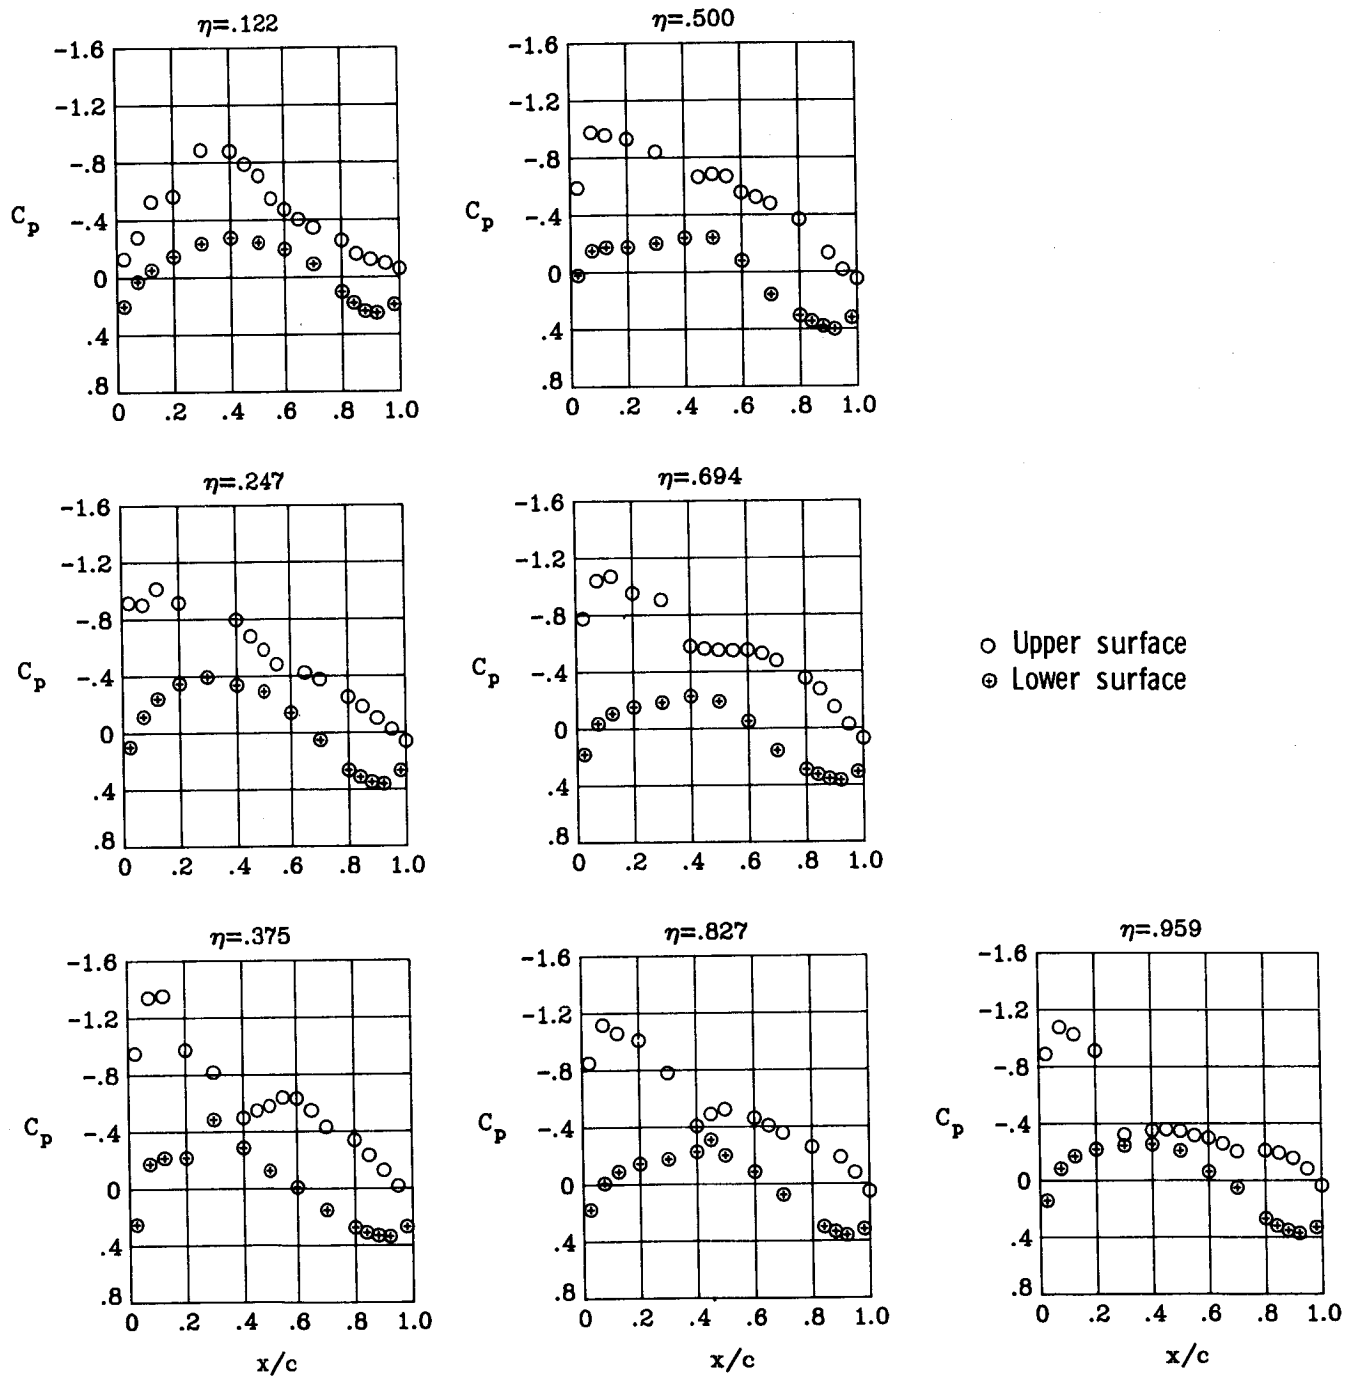 η=.122
-1.6
-1.2
-.8
-.4
0
.4
.8
C_p
0 .2 .4 .6 .8 1.0
η=.500
-1.6
-1.2
-.8
-.4
0
.4
.8
C_p
0 .2 .4 .6 .8 1.0
η=.247
-1.6
-1.2
-.8
-.4
0
.4
.8
C_p
0 .2 .4 .6 .8 1.0
η=.694
-1.6
-1.2
-.8
-.4
0
.4
.8
C_p
0 .2 .4 .6 .8 1.0
Upper surface
Lower surface
η=.375
-1.6
-1.2
-.8
-.4
0
.4
.8
C_p
0 .2 .4 .6 .8 1.0
x/c
η=.827
-1.6
-1.2
-.8
-.4
0
.4
.8
C_p
0 .2 .4 .6 .8 1.0
x/c
η=.959
-1.6
-1.2
-.8
-.4
0
.4
.8
C_p
0 .2 .4 .6 .8 1.0
x/c